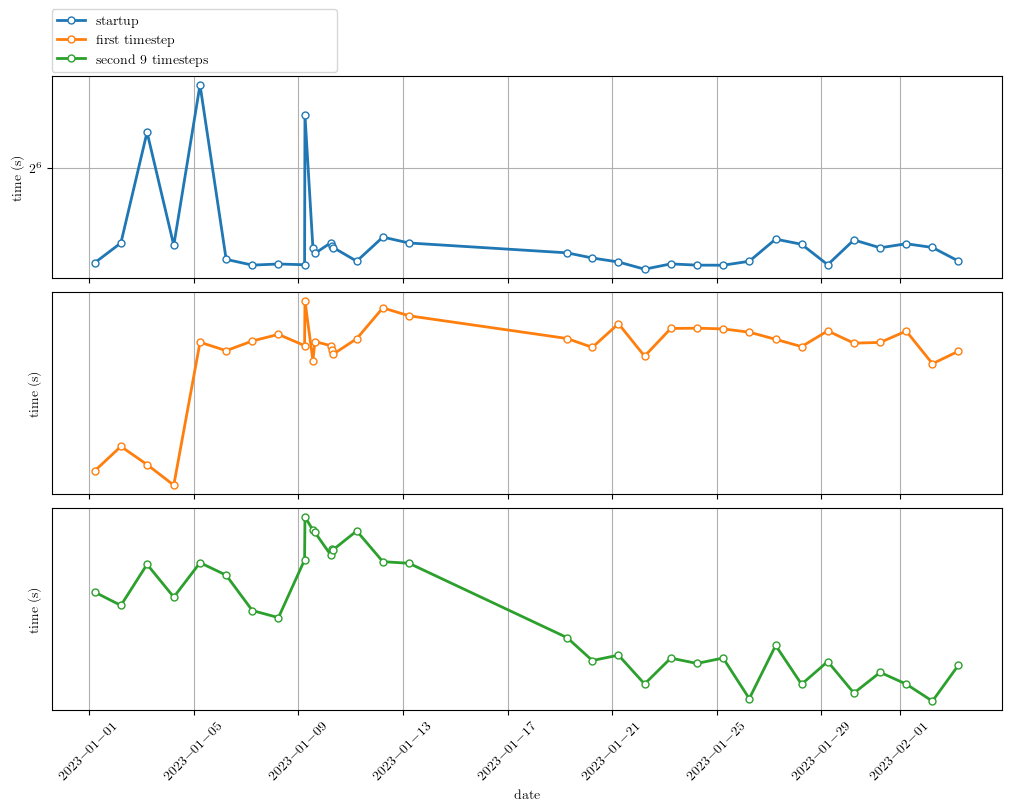 startup
first timestep
second 9 timesteps
time (s)
2⁶
time (s)
time (s)
2023−01−01
2023−01−05
2023−01−09
2023−01−13
2023−01−17
2023−01−21
2023−01−25
2023−01−29
2023−02−01
date